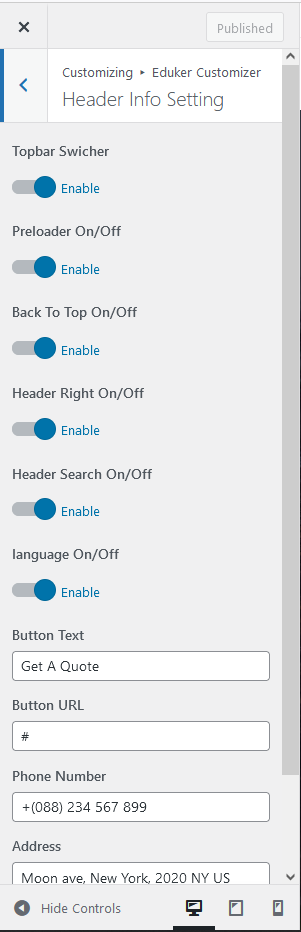 Published
Customizing ▸ Eduker Customizer
Header Info Setting
Topbar Swicher
Enable
Preloader On/Off
Enable
Back To Top On/Off
Enable
Header Right On/Off
Enable
Header Search On/Off
Enable
language On/Off
Enable
Button Text
Get A Quote
Button URL
#
Phone Number
+(088) 234 567 899
Address
Moon ave, New York, 2020 NY US
Hide Controls